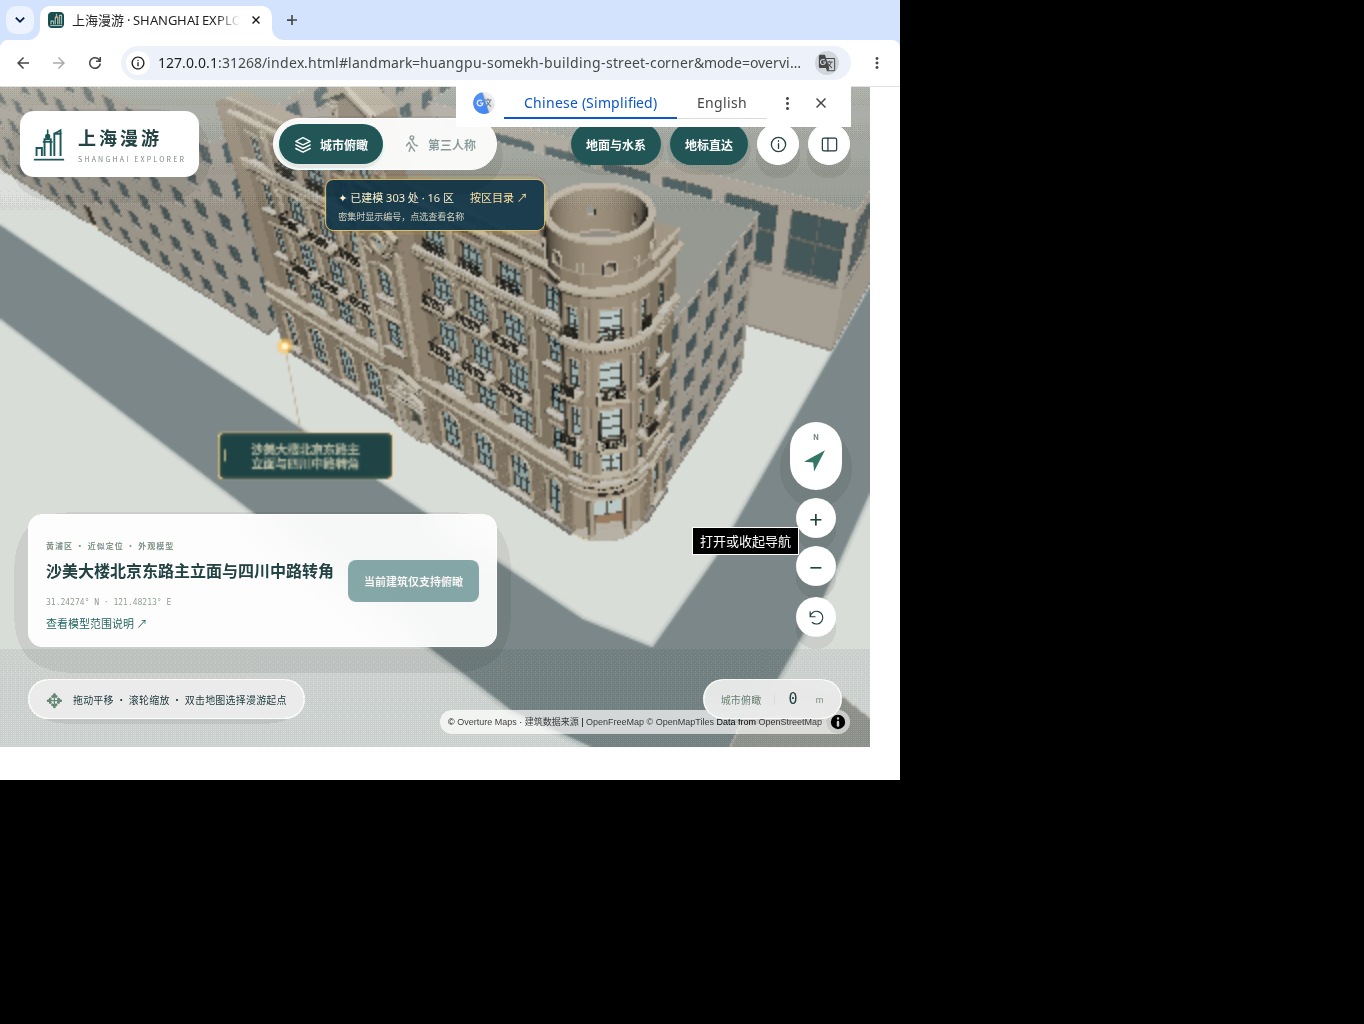 上海漫游 · SHANGHAI EXPLO
127.0.0.1:31268/index.html#landmark=huangpu-somekh-building-street-corner&mode=overvi...
Chinese (Simplified)
English
上海漫游
SHANGHAI EXPLORER
城市俯瞰
第三人称
地面与水系
地标直达
✦ 已建模 303 处 · 16 区
按区目录 ↗
密集时显示编号，点选查看名称
沙美大楼北京东路主
立面与四川中路转角
N
打开或收起导航
黄浦区 · 近似定位 · 外观模型
沙美大楼北京东路主立面与四川中路转角
当前建筑仅支持俯瞰
31.24274° N · 121.48213° E
查看模型范围说明 ↗
拖动平移 · 滚轮缩放 · 双击地图选择漫游起点
城市俯瞰
0
m
© Overture Maps · 建筑数据来源 | OpenFreeMap © OpenMapTiles Data from OpenStreetMap